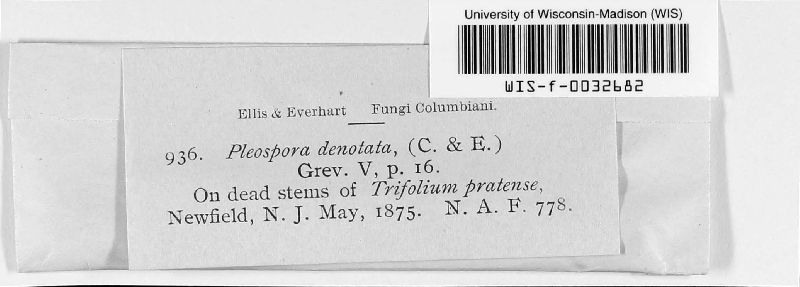 University of Wisconsin-Madison (WIS)
WIS-f-0032682
Ellis & Everhart Fungi Columbiani.
936. Pleospora denotata, (C. & E.)
Grev. V, p. 16.
On dead stems of Trifolium pratense,
Newfield, N. J. May, 1875. N. A. F. 778.